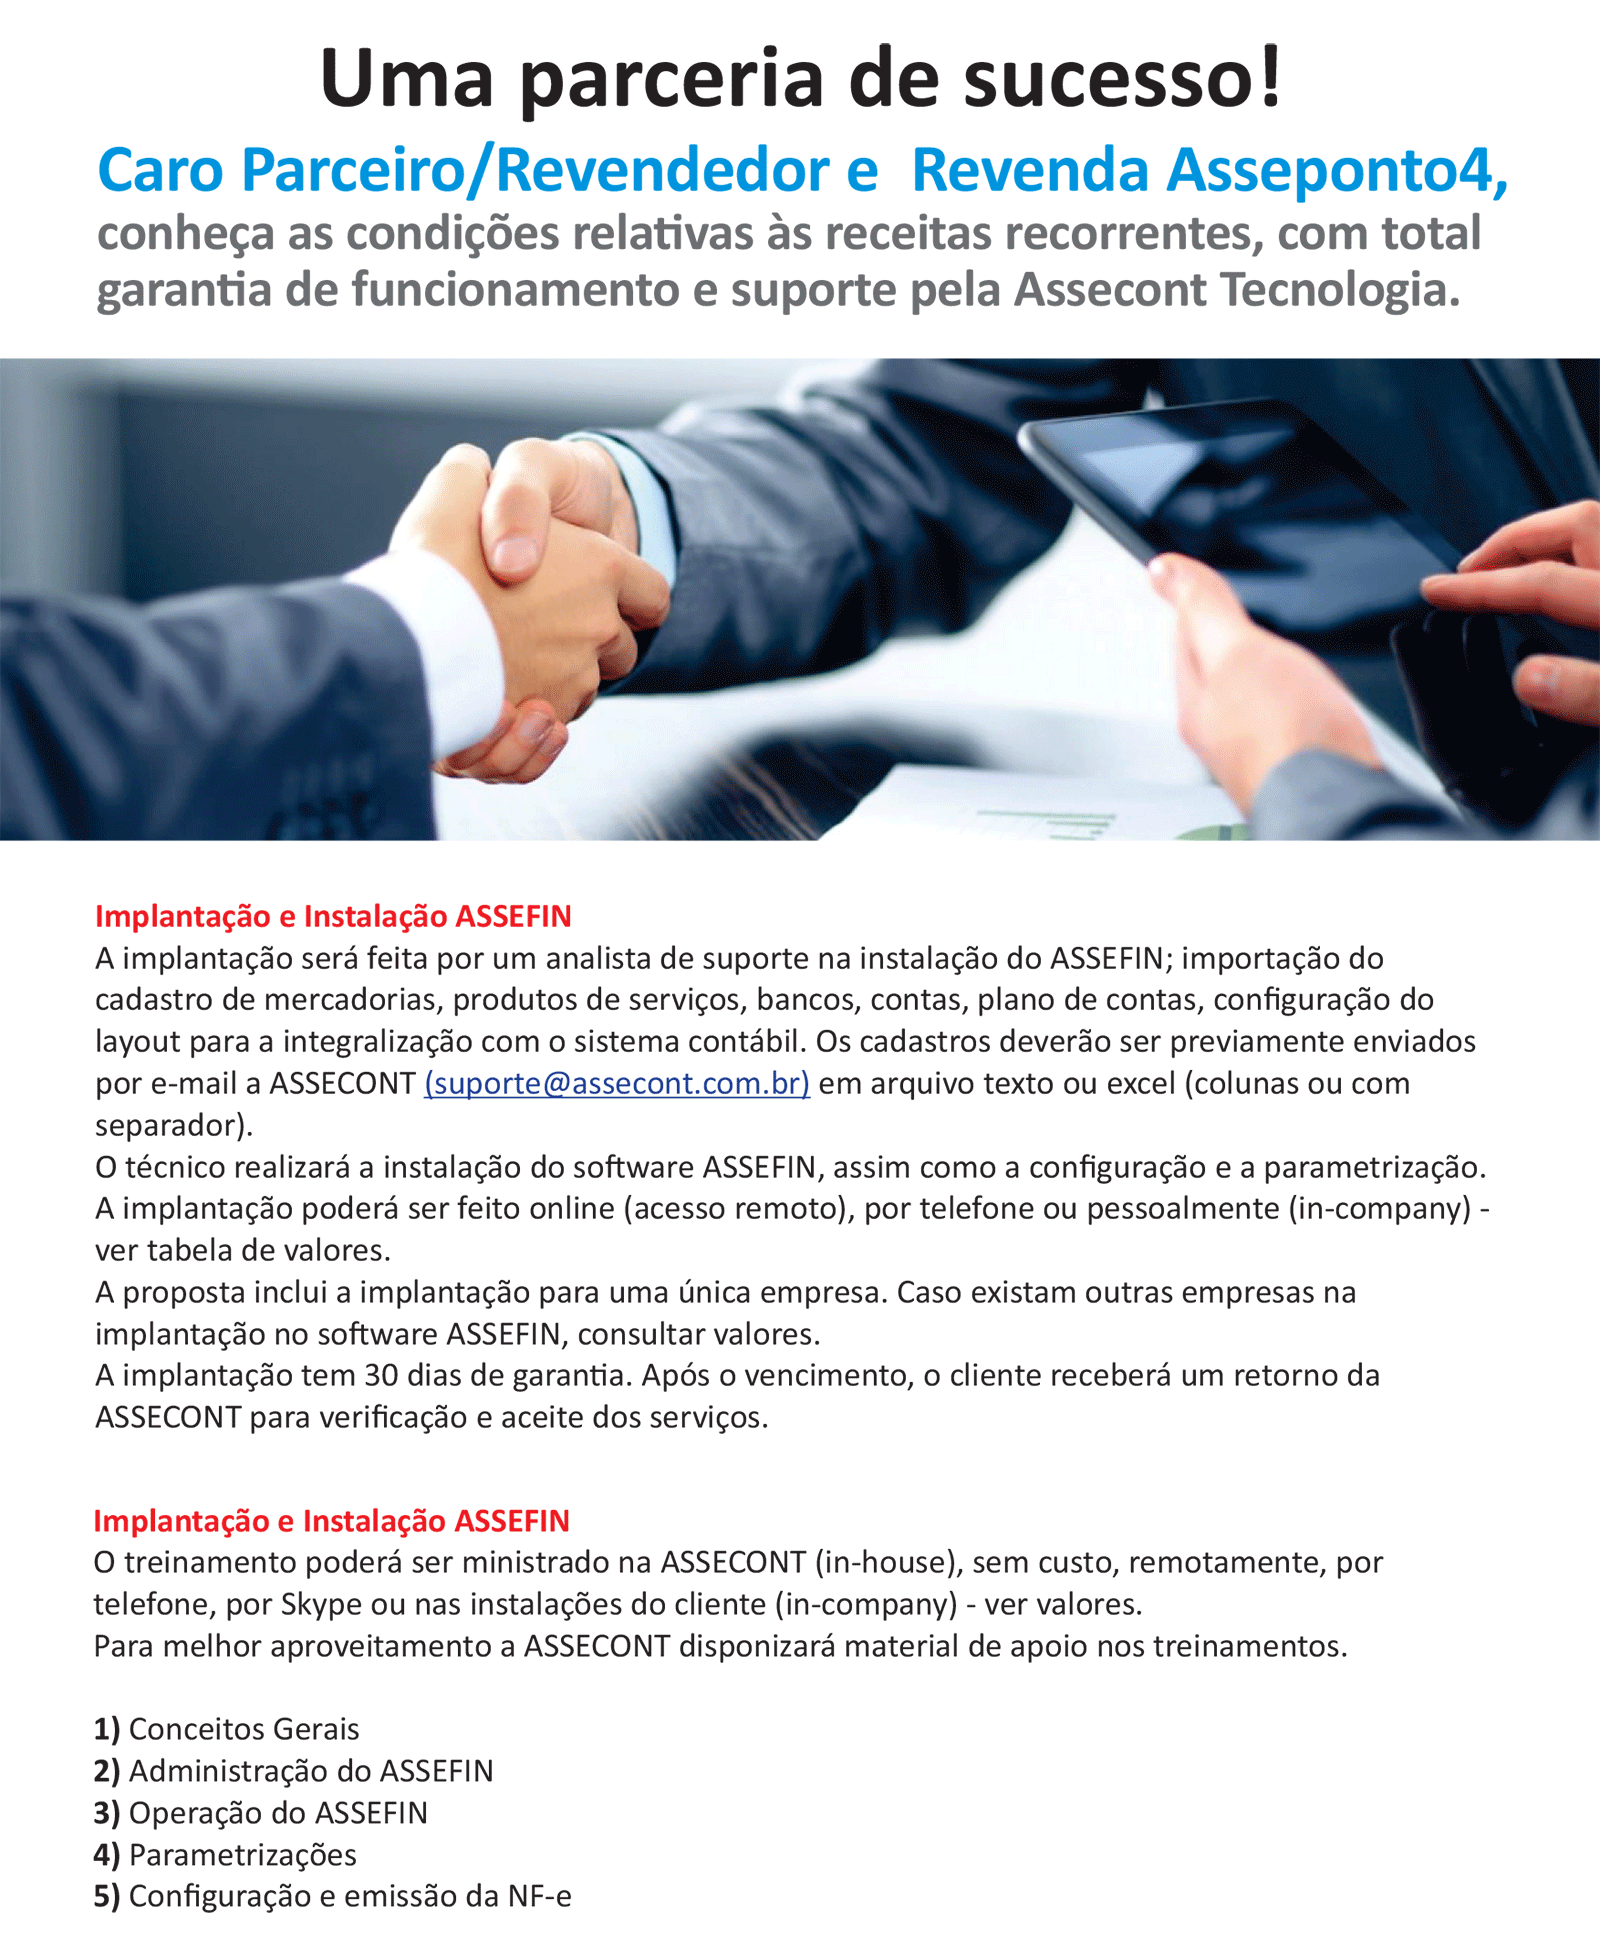 Uma parceria de sucesso!
Caro Parceiro/Revendedor e  Revenda Asseponto4,
conheça as condições relativas às receitas recorrentes, com total
garantia de funcionamento e suporte pela Assecont Tecnologia.
Implantação e Instalação ASSEFIN
A implantação será feita por um analista de suporte na instalação do ASSEFIN; importação do
cadastro de mercadorias, produtos de serviços, bancos, contas, plano de contas, configuração do
layout para a integralização com o sistema contábil. Os cadastros deverão ser previamente enviados
por e-mail a ASSECONT (suporte@assecont.com.br) em arquivo texto ou excel (colunas ou com
separador).
O técnico realizará a instalação do software ASSEFIN, assim como a configuração e a parametrização.
A implantação poderá ser feito online (acesso remoto), por telefone ou pessoalmente (in-company) -
ver tabela de valores.
A proposta inclui a implantação para uma única empresa. Caso existam outras empresas na
implantação no software ASSEFIN, consultar valores.
A implantação tem 30 dias de garantia. Após o vencimento, o cliente receberá um retorno da
ASSECONT para verificação e aceite dos serviços.
Implantação e Instalação ASSEFIN
O treinamento poderá ser ministrado na ASSECONT (in-house), sem custo, remotamente, por
telefone, por Skype ou nas instalações do cliente (in-company) - ver valores.
Para melhor aproveitamento a ASSECONT disponizará material de apoio nos treinamentos.
1) Conceitos Gerais
2) Administração do ASSEFIN
3) Operação do ASSEFIN
4) Parametrizações
5) Configuração e emissão da NF-e